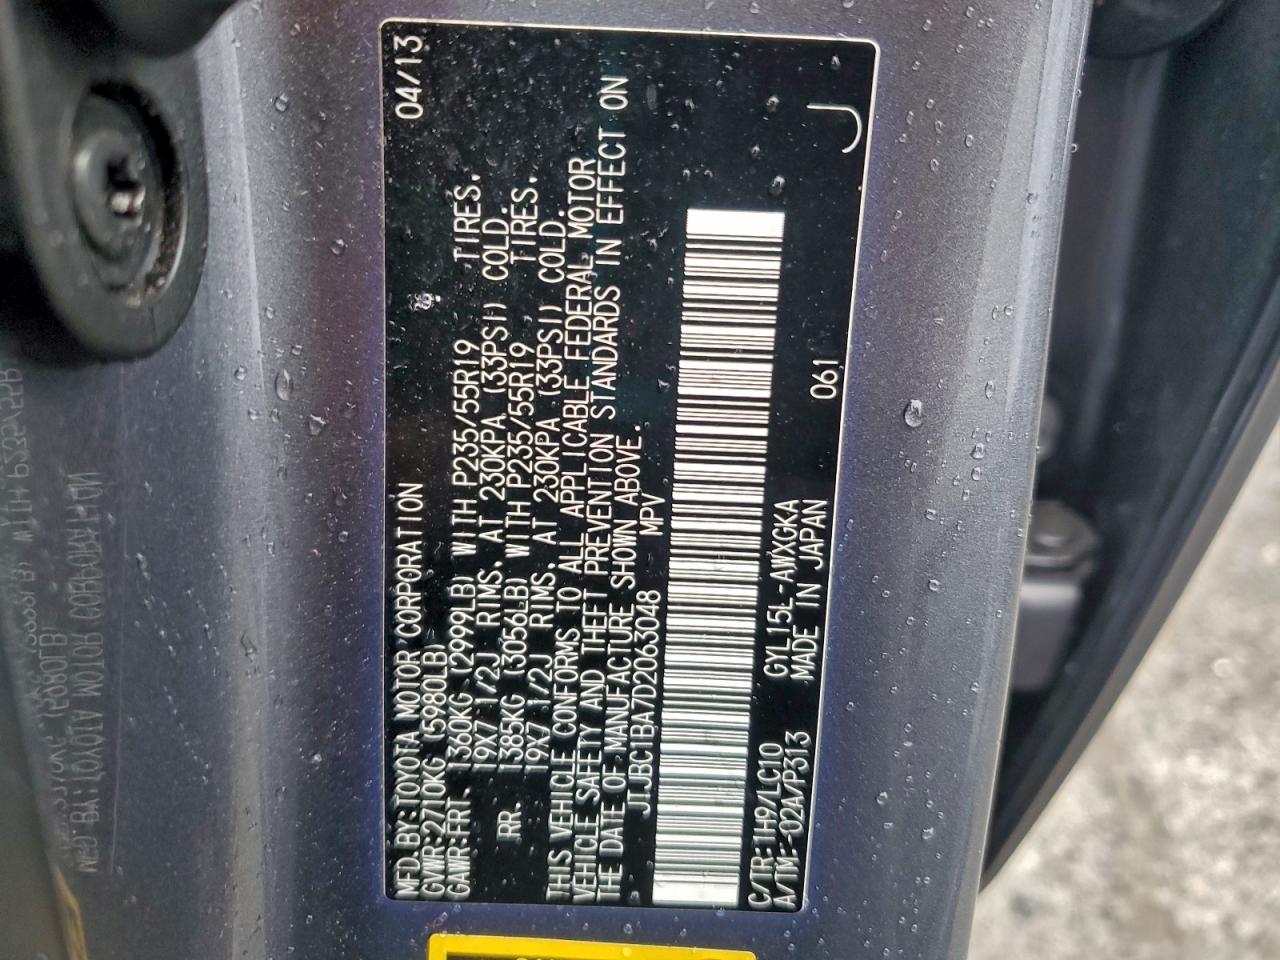 MFD.BY:TOYOTA MOTOR CORPORATION 04/13
GVWR:2710KG (5980LB)
GAWR:FRT. 1360KG (2999LB) WITH P235/55R19 TIRES.
19X7 1/2J RIMS. AT 230KPA (33PSI) COLD.
RR. 1385KG (3056LB) WITH P235/55R19 TIRES.
19X7 1/2J RIMS. AT 230KPA (33PSI) COLD.
THIS VEHICLE CONFORMS TO ALL APPLICABLE FEDERAL MOTOR
VEHICLE SAFETY AND THEFT PREVENTION STANDARDS IN EFFECT ON
THE DATE OF MANUFACTURE SHOWN ABOVE.
JTJBC1BA7D2063048 MPV
C/TR:1H9/LC10 GYL15L-AWXGKA 061 J
A/TM:-02A/P313 MADE IN JAPAN